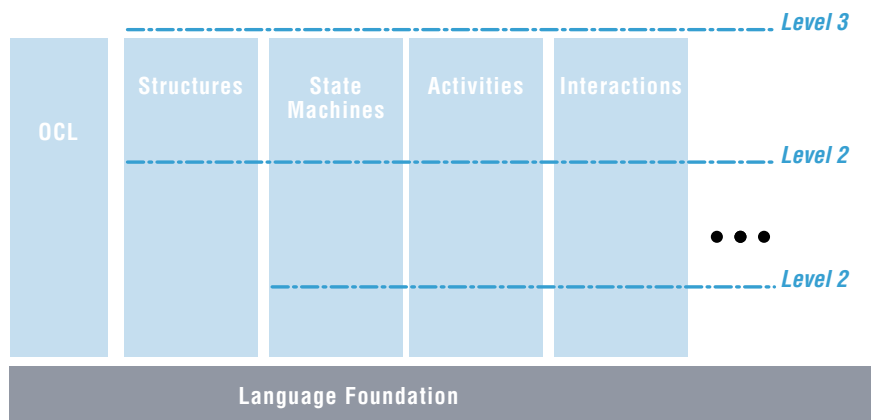 Level 3
Structures
State
Machines
Activities
Interactions
OCL
Level 2
Level 2
Language Foundation